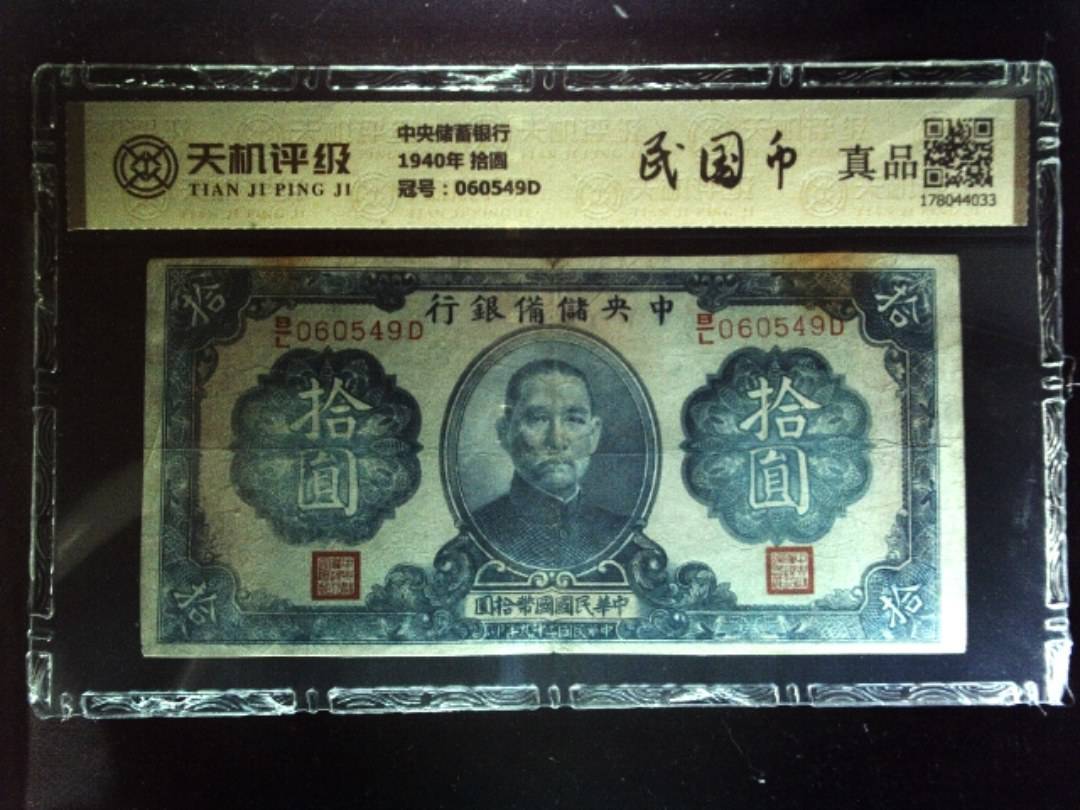 天机评级
TIAN JI PING JI
中央储蓄银行
1940年 拾圆
冠号：060549D
民国币
真品
178044033
行銀備儲央中
060549D
060549D
拾
拾
拾圓
拾圓
圓拾幣國國民華中
拾
拾